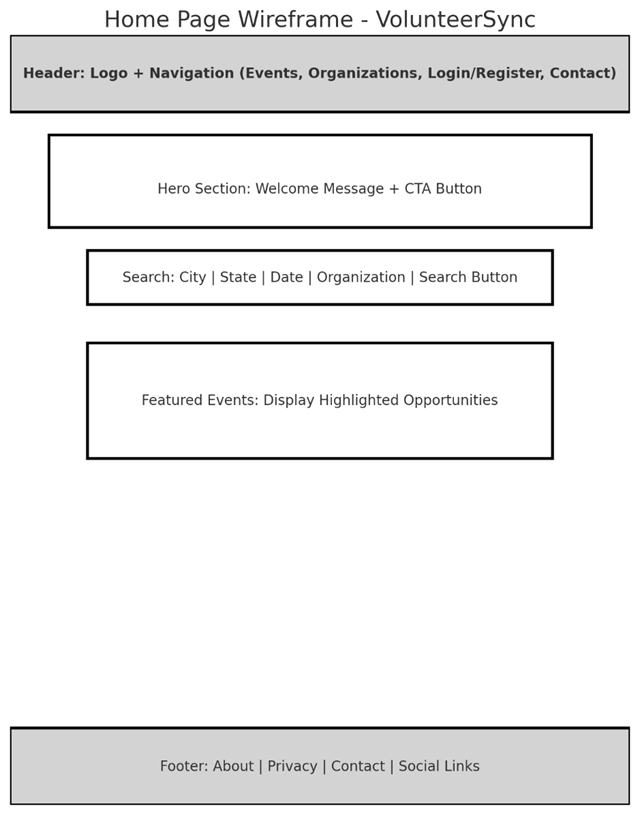 Home Page Wireframe - VolunteerSync
Header: Logo + Navigation (Events, Organizations, Login/Register, Contact)
Hero Section: Welcome Message + CTA Button
Search: City | State | Date | Organization | Search Button
Featured Events: Display Highlighted Opportunities
Footer: About | Privacy | Contact | Social Links